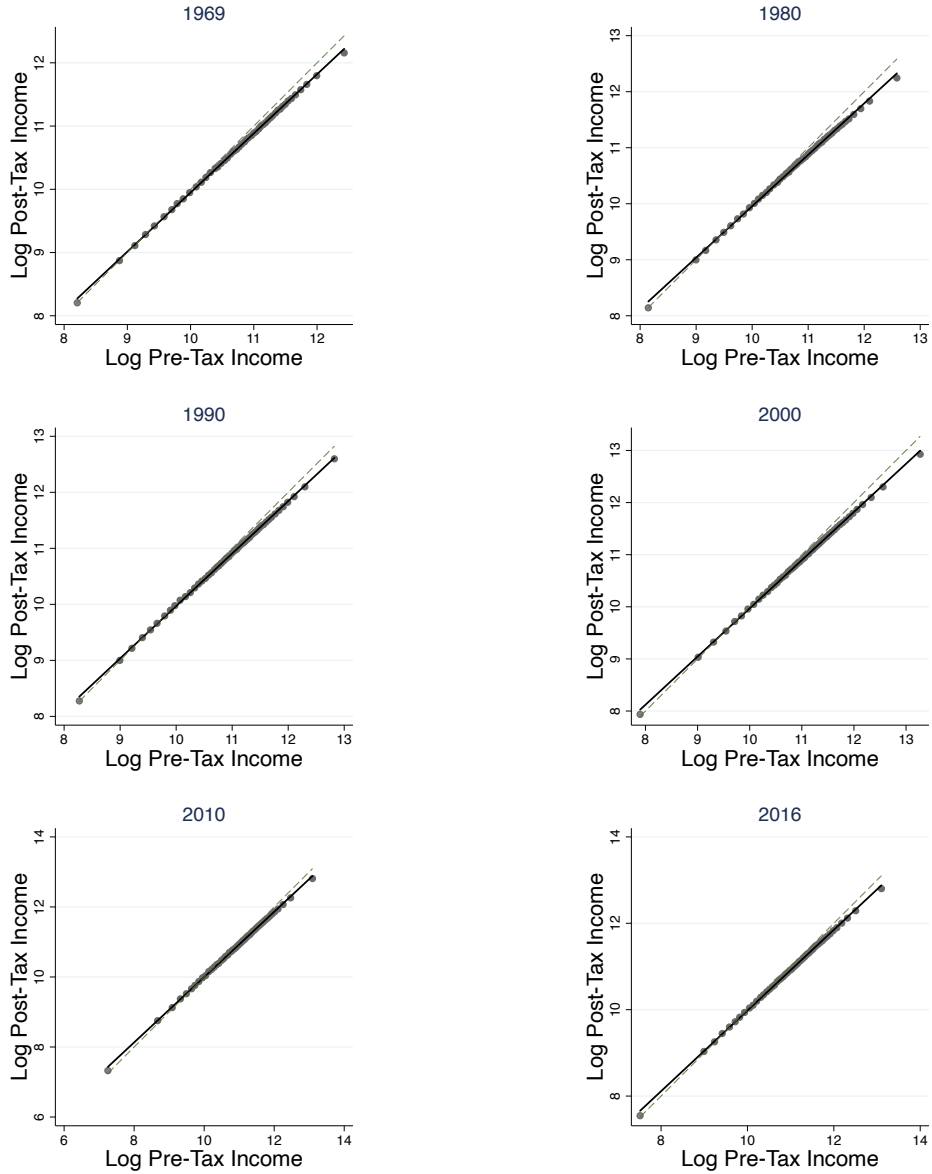 1969
Log Post-Tax Income
12
11
10
9
8
8 9 10 11 12
Log Pre-Tax Income
1980
Log Post-Tax Income
13
12
11
10
9
8
8 9 10 11 12 13
Log Pre-Tax Income
1990
Log Post-Tax Income
13
12
11
10
9
8
8 9 10 11 12 13
Log Pre-Tax Income
2000
Log Post-Tax Income
13
12
11
10
9
8
8 9 10 11 12 13
Log Pre-Tax Income
2010
Log Post-Tax Income
14
12
10
8
6
6 8 10 12 14
Log Pre-Tax Income
2016
Log Post-Tax Income
14
12
10
8
8 10 12 14
Log Pre-Tax Income